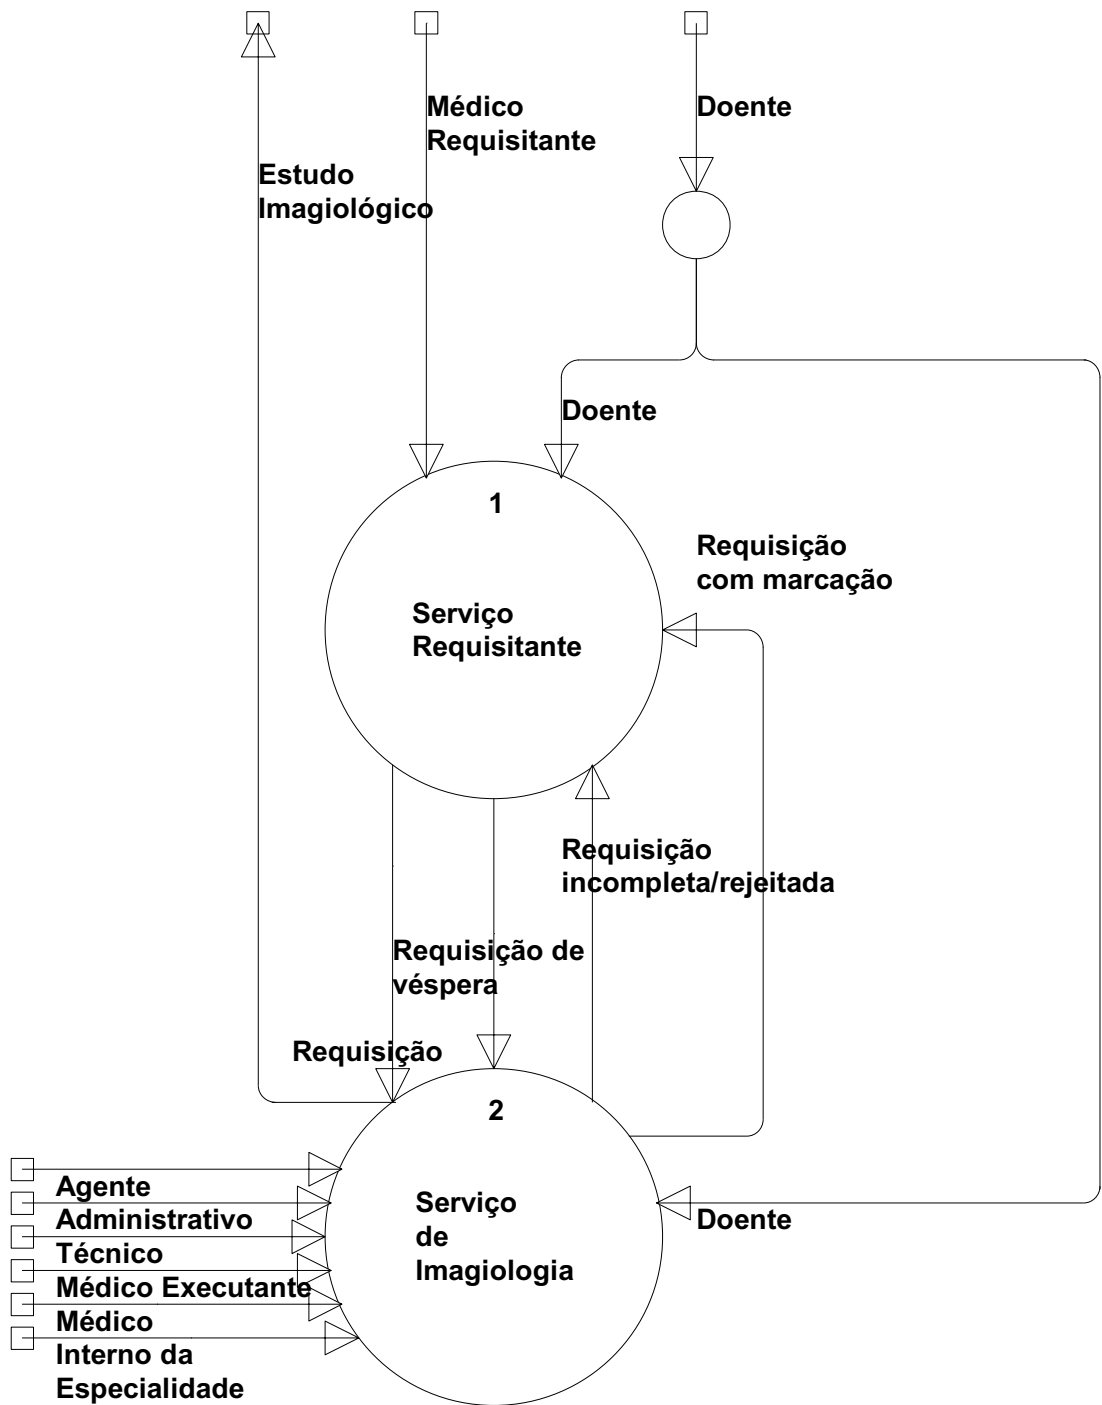 Médico
Requisitante
Doente
Estudo
Imagiológico
Doente
1
Requisição
com marcação
Serviço
Requisitante
Requisição
incompleta/rejeitada
Requisição de
véspera
Requisição
2
Agente
Administrativo
Técnico
Médico Executante
Médico
Interno da
Especialidade
Serviço
de
Imagiologia
Doente